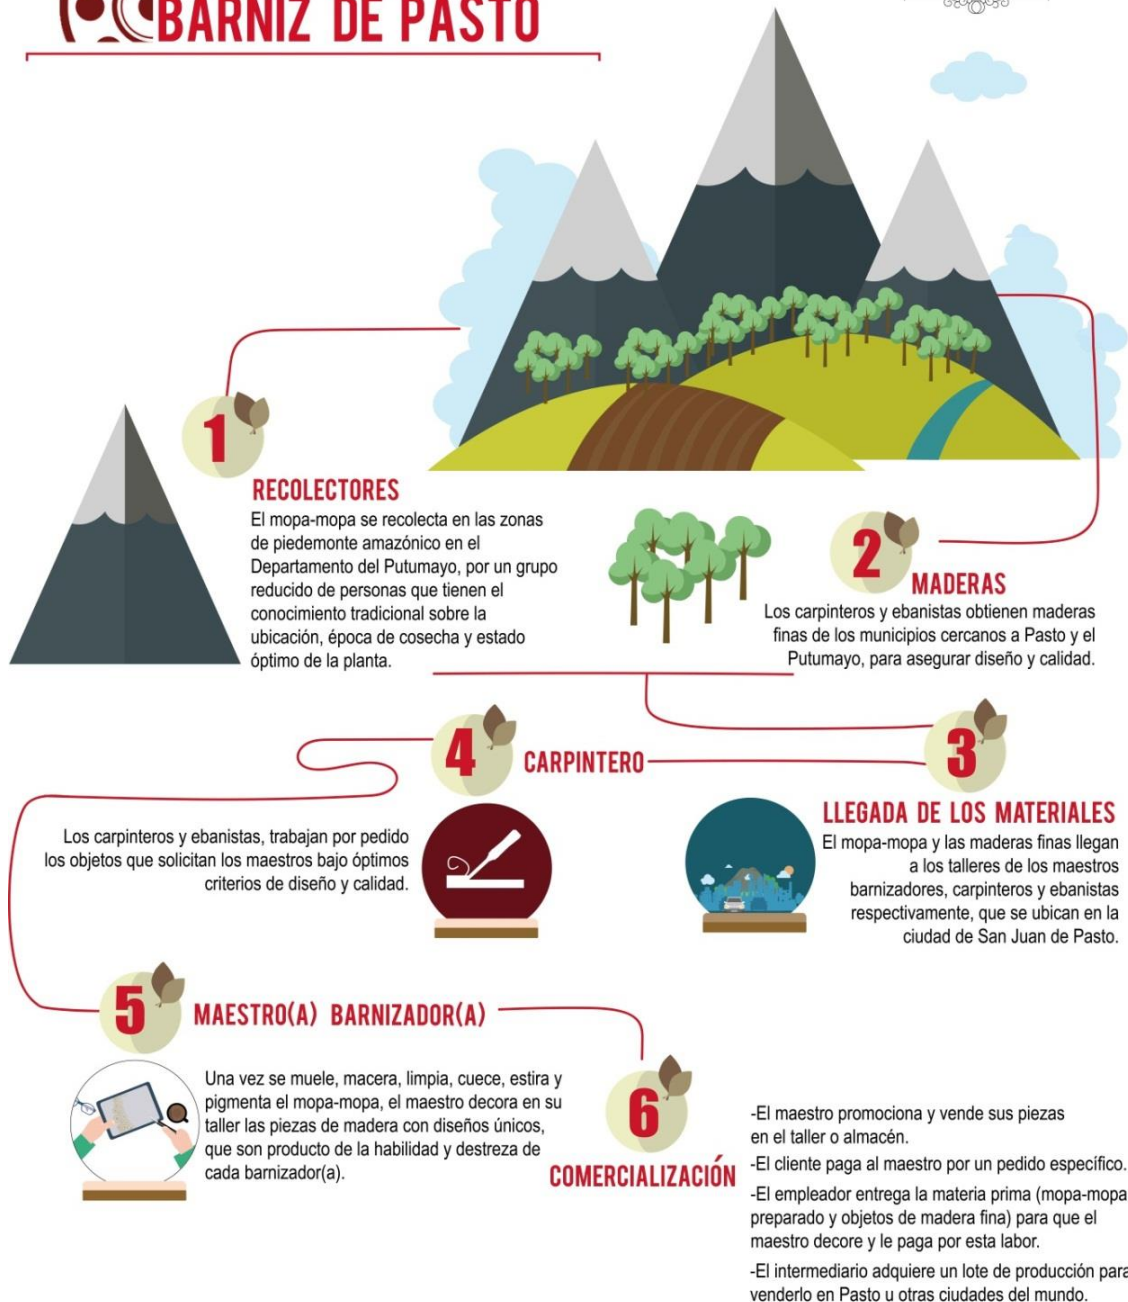 BARNIZ DE PASTO
1
RECOLECTORES
El mopa-mopa se recolecta en las zonas
de piedemonte amazónico en el
Departamento del Putumayo, por un grupo
reducido de personas que tienen el
conocimiento tradicional sobre la
ubicación, época de cosecha y estado
óptimo de la planta.
2
MADERAS
Los carpinteros y ebanistas obtienen maderas
finas de los municipios cercanos a Pasto y el
Putumayo, para asegurar diseño y calidad.
3
LLEGADA DE LOS MATERIALES
El mopa-mopa y las maderas finas llegan
a los talleres de los maestros
barnizadores, carpinteros y ebanistas
respectivamente, que se ubican en la
ciudad de San Juan de Pasto.
4
CARPINTERO
Los carpinteros y ebanistas, trabajan por pedido
los objetos que solicitan los maestros bajo óptimos
criterios de diseño y calidad.
5
MAESTRO(A) BARNIZADOR(A)
Una vez se muele, macera, limpia, cuece, estira y
pigmenta el mopa-mopa, el maestro decora en su
taller las piezas de madera con diseños únicos,
que son producto de la habilidad y destreza de
cada barnizador(a).
6
COMERCIALIZACIÓN
-El maestro promociona y vende sus piezas
en el taller o almacén.
-El cliente paga al maestro por un pedido específico.
-El empleador entrega la materia prima (mopa-mopa
preparado y objetos de madera fina) para que el
maestro decore y le paga por esta labor.
-El intermediario adquiere un lote de producción para
venderlo en Pasto u otras ciudades del mundo.